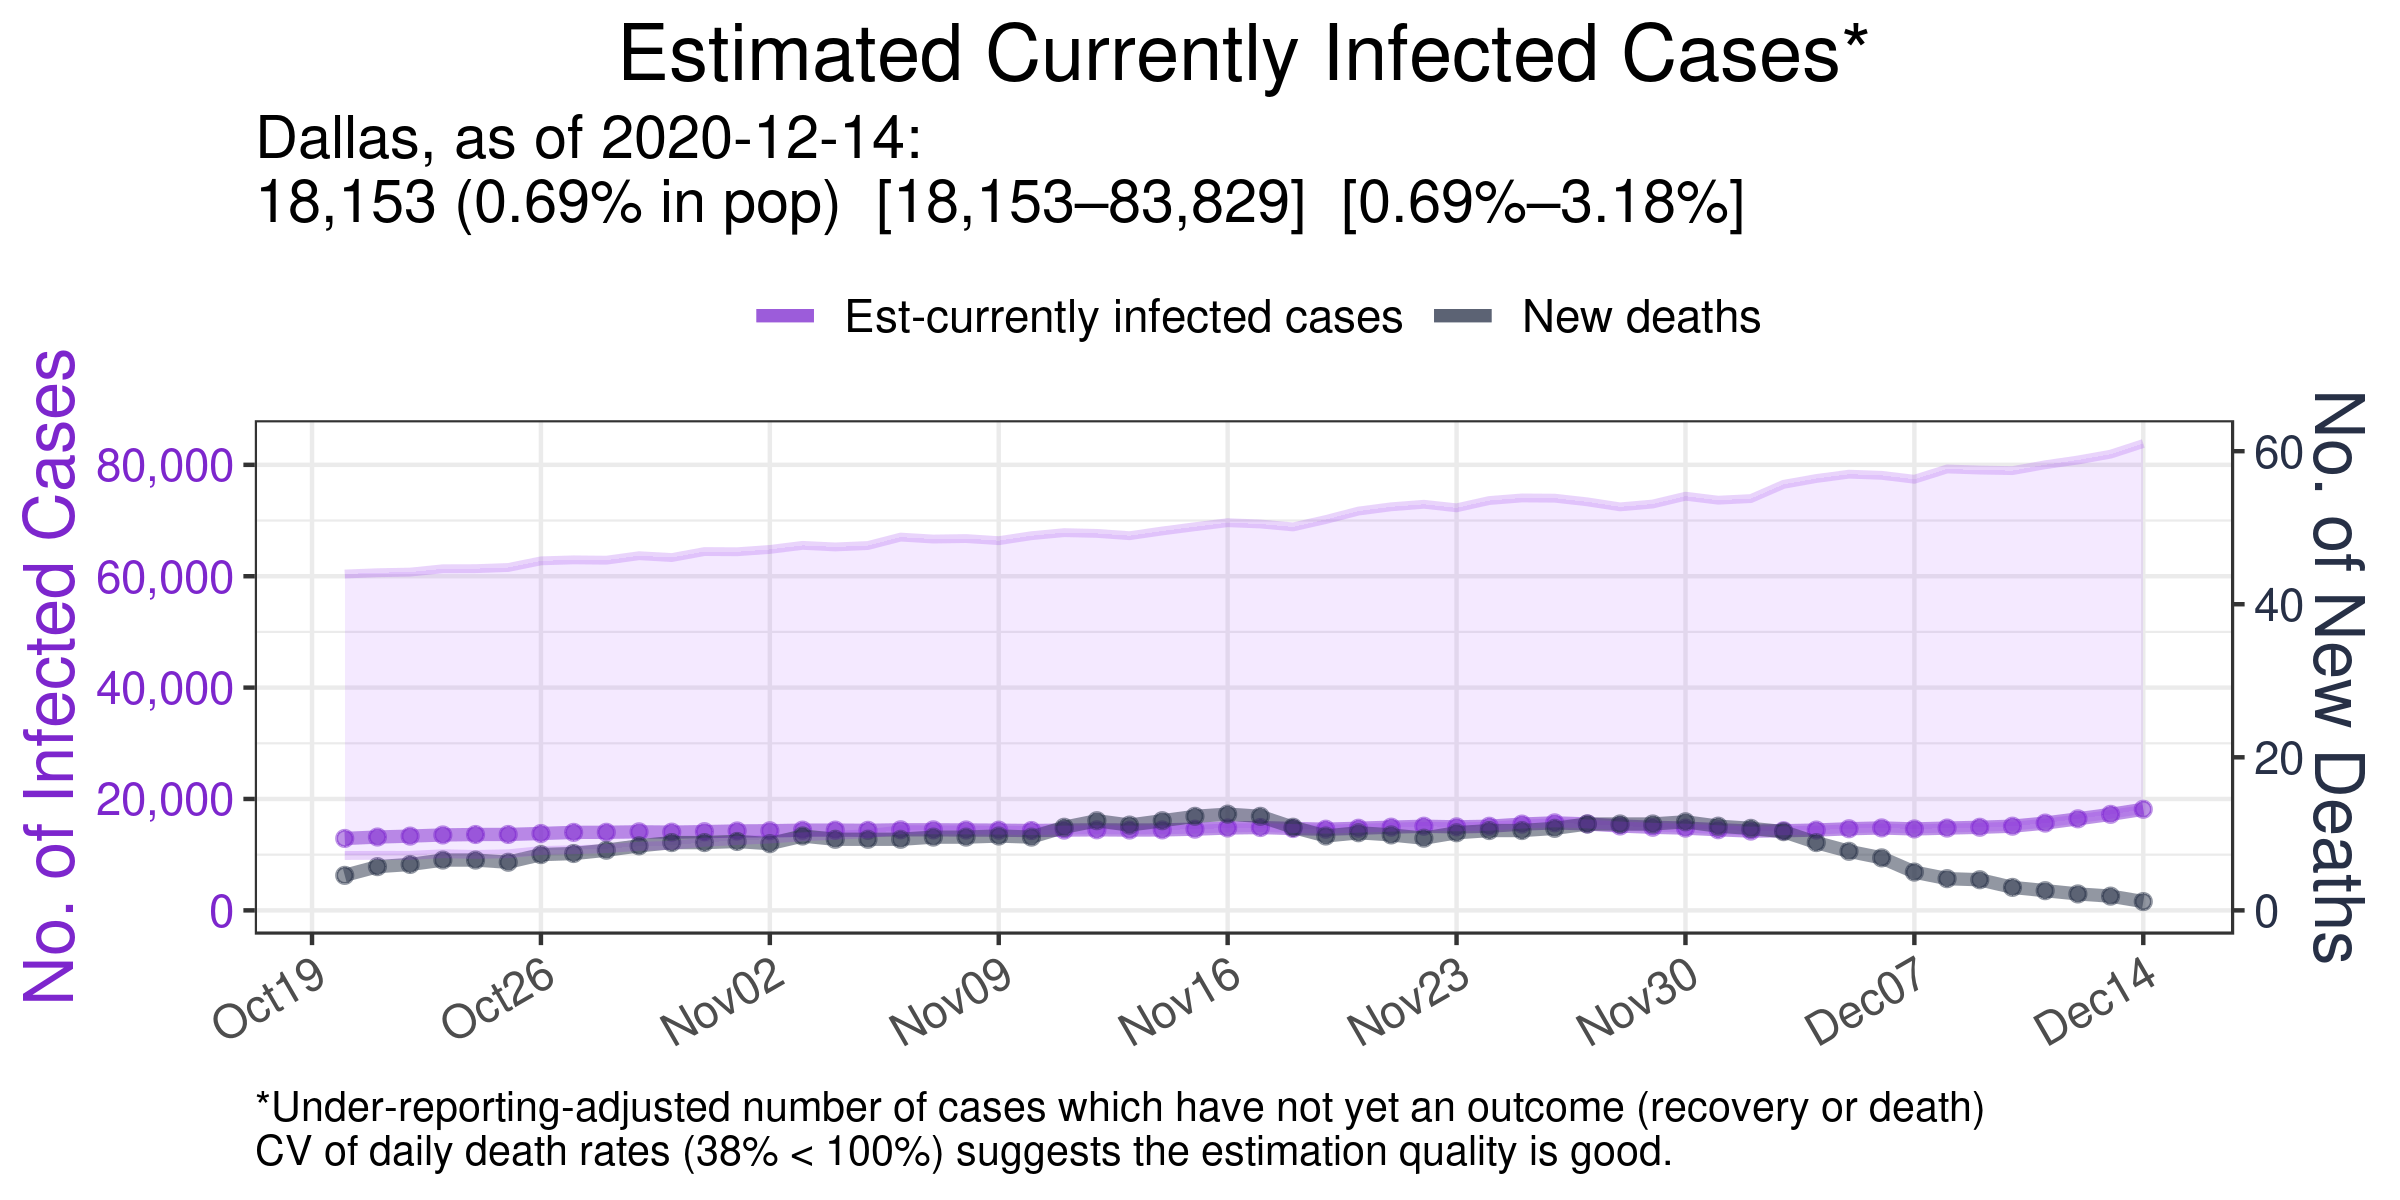 Estimated Currently Infected Cases*
Dallas, as of 2020-12-14:
18,153 (0.69% in pop)  [18,153–83,829]  [0.69%–3.18%]
Est-currently infected cases
New deaths
No. of Infected Cases
80,000
60,000
40,000
20,000
0
60
40
20
0
No. of New Deaths
Oct19
Oct26
Nov02
Nov09
Nov16
Nov23
Nov30
Dec07
Dec14
*Under-reporting-adjusted number of cases which have not yet an outcome (recovery or death)
CV of daily death rates (38% < 100%) suggests the estimation quality is good.